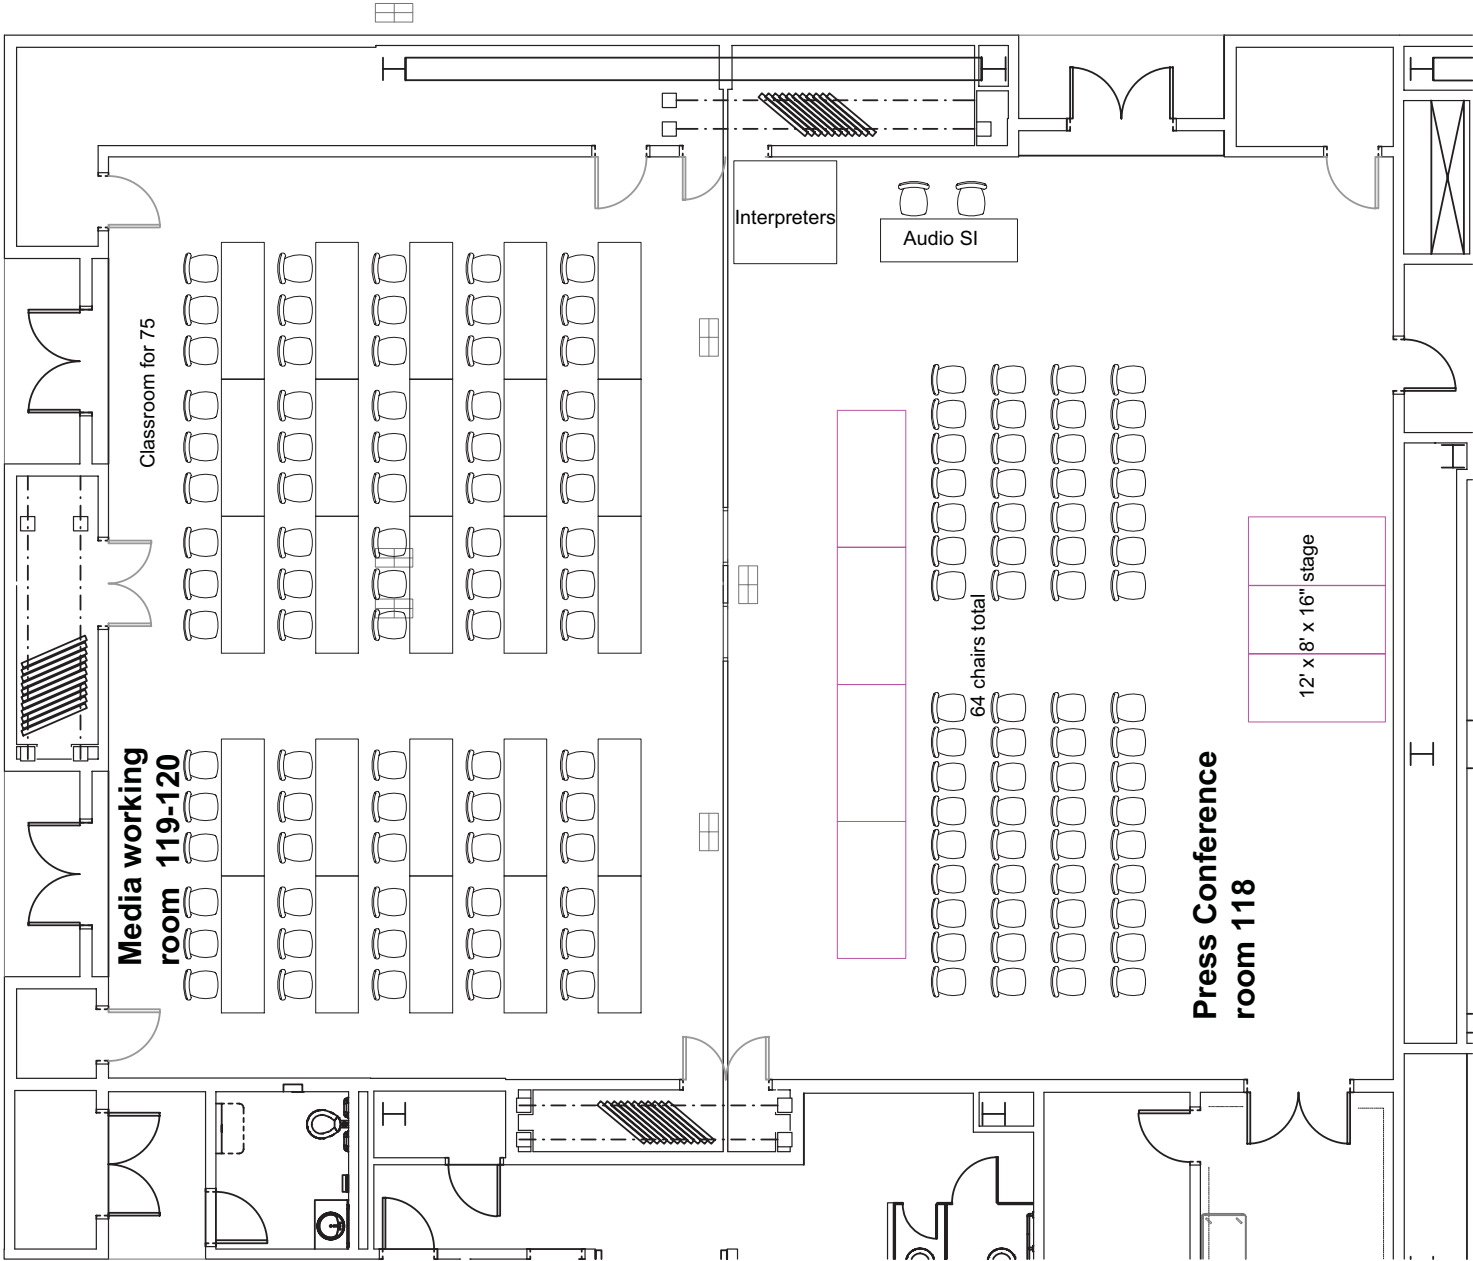 Interpreters
Audio SI
Classroom for 75
12' x 8' x 16" stage
64 chairs total
Media working
room 119-120
Press Conference
room 118